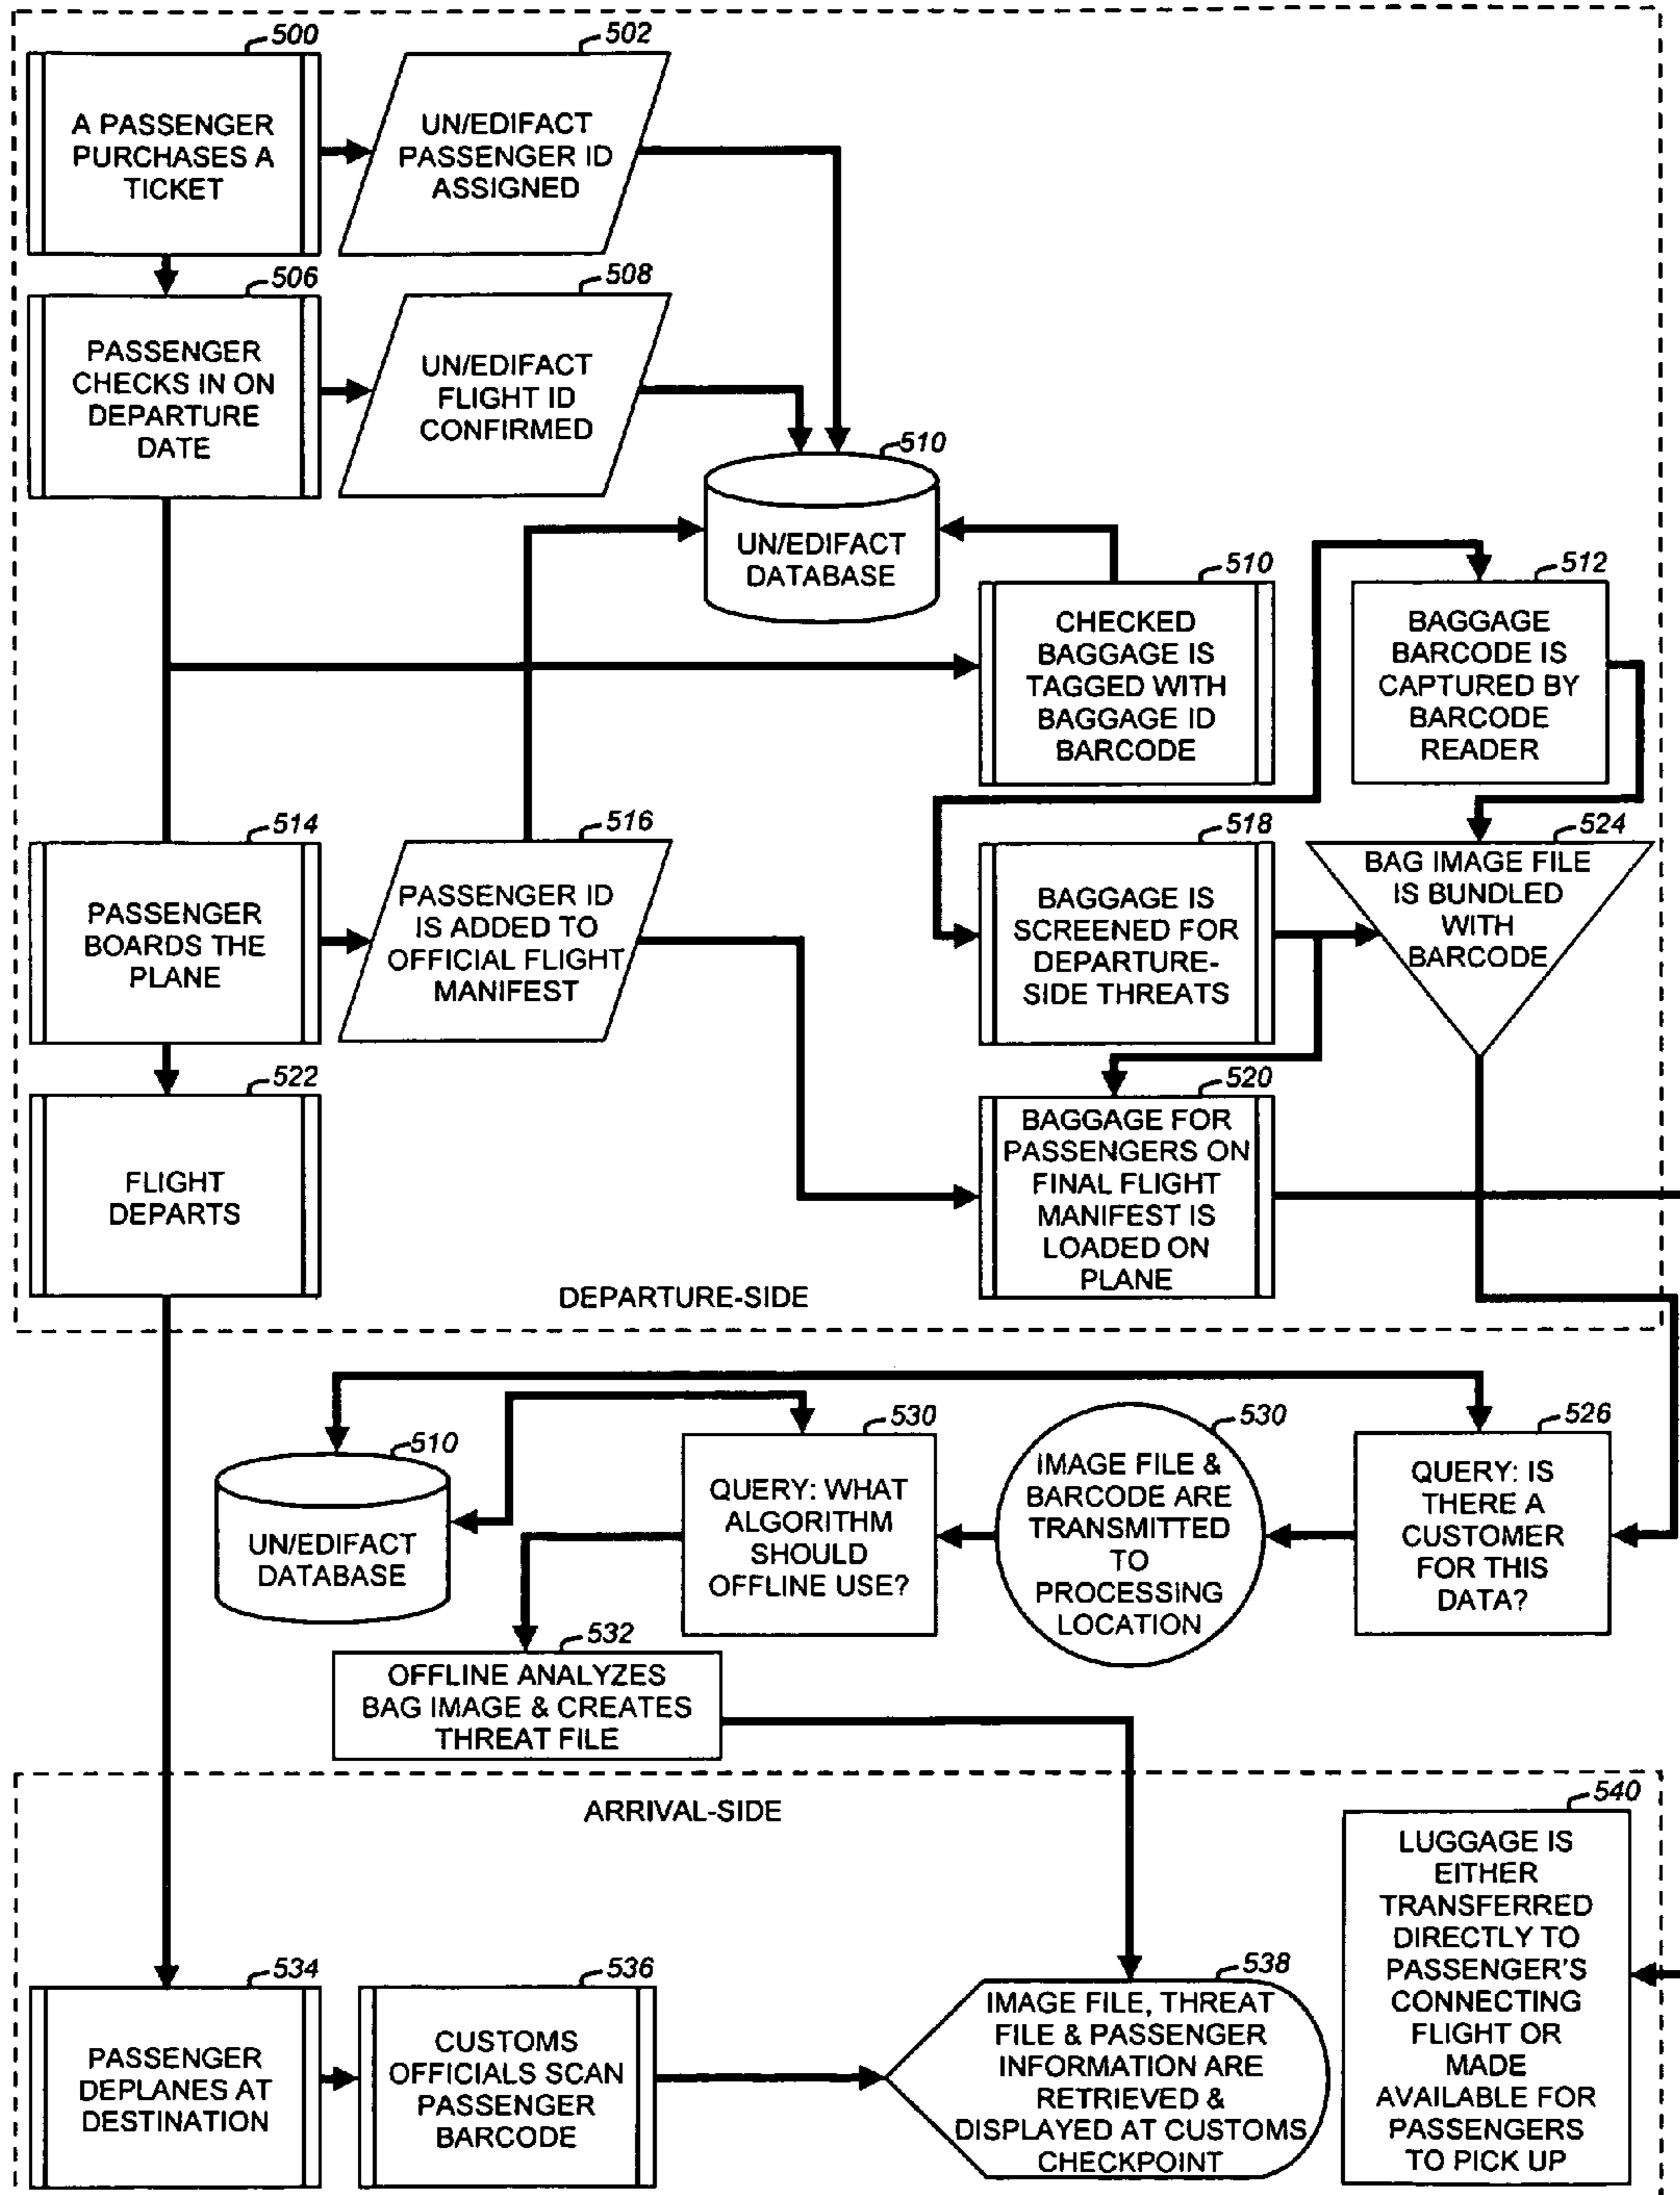 500
A PASSENGER
PURCHASES A
TICKET
502
UN/EDIFACT
PASSENGER ID
ASSIGNED
506
PASSENGER
CHECKS IN ON
DEPARTURE
DATE
508
UN/EDIFACT
FLIGHT ID
CONFIRMED
510
UN/EDIFACT
DATABASE
510
CHECKED
BAGGAGE IS
TAGGED WITH
BAGGAGE ID
BARCODE
512
BAGGAGE
BARCODE IS
CAPTURED BY
BARCODE
READER
514
PASSENGER
BOARDS THE
PLANE
516
PASSENGER ID
IS ADDED TO
OFFICIAL FLIGHT
MANIFEST
518
BAGGAGE IS
SCREENED FOR
DEPARTURE-
SIDE THREATS
524
BAG IMAGE FILE
IS BUNDLED
WITH
BARCODE
522
FLIGHT
DEPARTS
520
BAGGAGE FOR
PASSENGERS ON
FINAL FLIGHT
MANIFEST IS
LOADED ON
PLANE
DEPARTURE-SIDE
510
UN/EDIFACT
DATABASE
530
QUERY: WHAT
ALGORITHM
SHOULD
OFFLINE USE?
530
IMAGE FILE &
BARCODE ARE
TRANSMITTED
TO
PROCESSING
LOCATION
526
QUERY: IS
THERE A
CUSTOMER
FOR THIS
DATA?
532
OFFLINE ANALYZES
BAG IMAGE & CREATES
THREAT FILE
ARRIVAL-SIDE
534
PASSENGER
DEPLANES AT
DESTINATION
536
CUSTOMS
OFFICIALS SCAN
PASSENGER
BARCODE
538
IMAGE FILE, THREAT
FILE & PASSENGER
INFORMATION ARE
RETRIEVED &
DISPLAYED AT CUSTOMS
CHECKPOINT
540
LUGGAGE IS
EITHER
TRANSFERRED
DIRECTLY TO
PASSENGER'S
CONNECTING
FLIGHT OR
MADE
AVAILABLE FOR
PASSENGERS
TO PICK UP